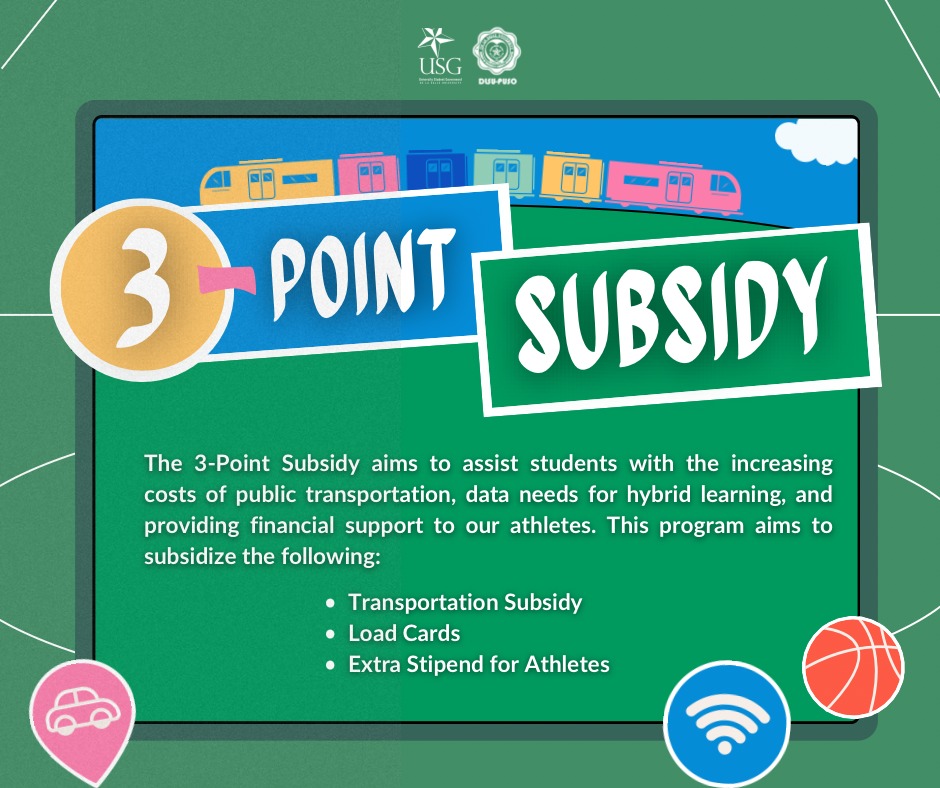 USG
DLSU-PUSO
3-POINT
SUBSIDY
The 3-Point Subsidy aims to assist students with the increasing
costs of public transportation, data needs for hybrid learning, and
providing financial support to our athletes. This program aims to
subsidize the following:
• Transportation Subsidy
• Load Cards
• Extra Stipend for Athletes